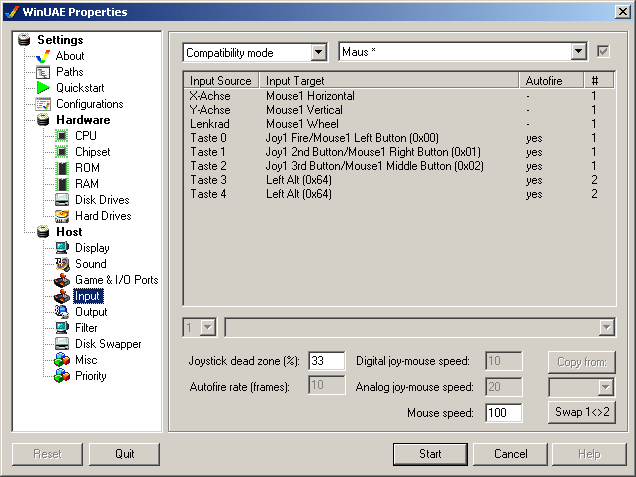 WinUAE Properties
Settings
About
Paths
Quickstart
Configurations
Hardware
CPU
Chipset
ROM
RAM
Disk Drives
Hard Drives
Host
Display
Sound
Game & I/O Ports
Input
Output
Filter
Disk Swapper
Misc
Priority
Compatibility mode Maus *
Input Source Input Target Autofire #
X-Achse Mouse1 Horizontal - 1
Y-Achse Mouse1 Vertical - 1
Lenkrad Mouse1 Wheel - 1
Taste 0 Joy1 Fire/Mouse1 Left Button (0x00) yes 1
Taste 1 Joy1 2nd Button/Mouse1 Right Button (0x01) yes 1
Taste 2 Joy1 3rd Button/Mouse1 Middle Button (0x02) yes 1
Taste 3 Left Alt (0x64) yes 2
Taste 4 Left Alt (0x64) yes 2
1
Joystick dead zone (%): 33 Digital joy-mouse speed: 10 Copy from:
Autofire rate (frames): 10 Analog joy-mouse speed: 20
Mouse speed: 100 Swap 1<>2
Reset Quit Start Cancel Help